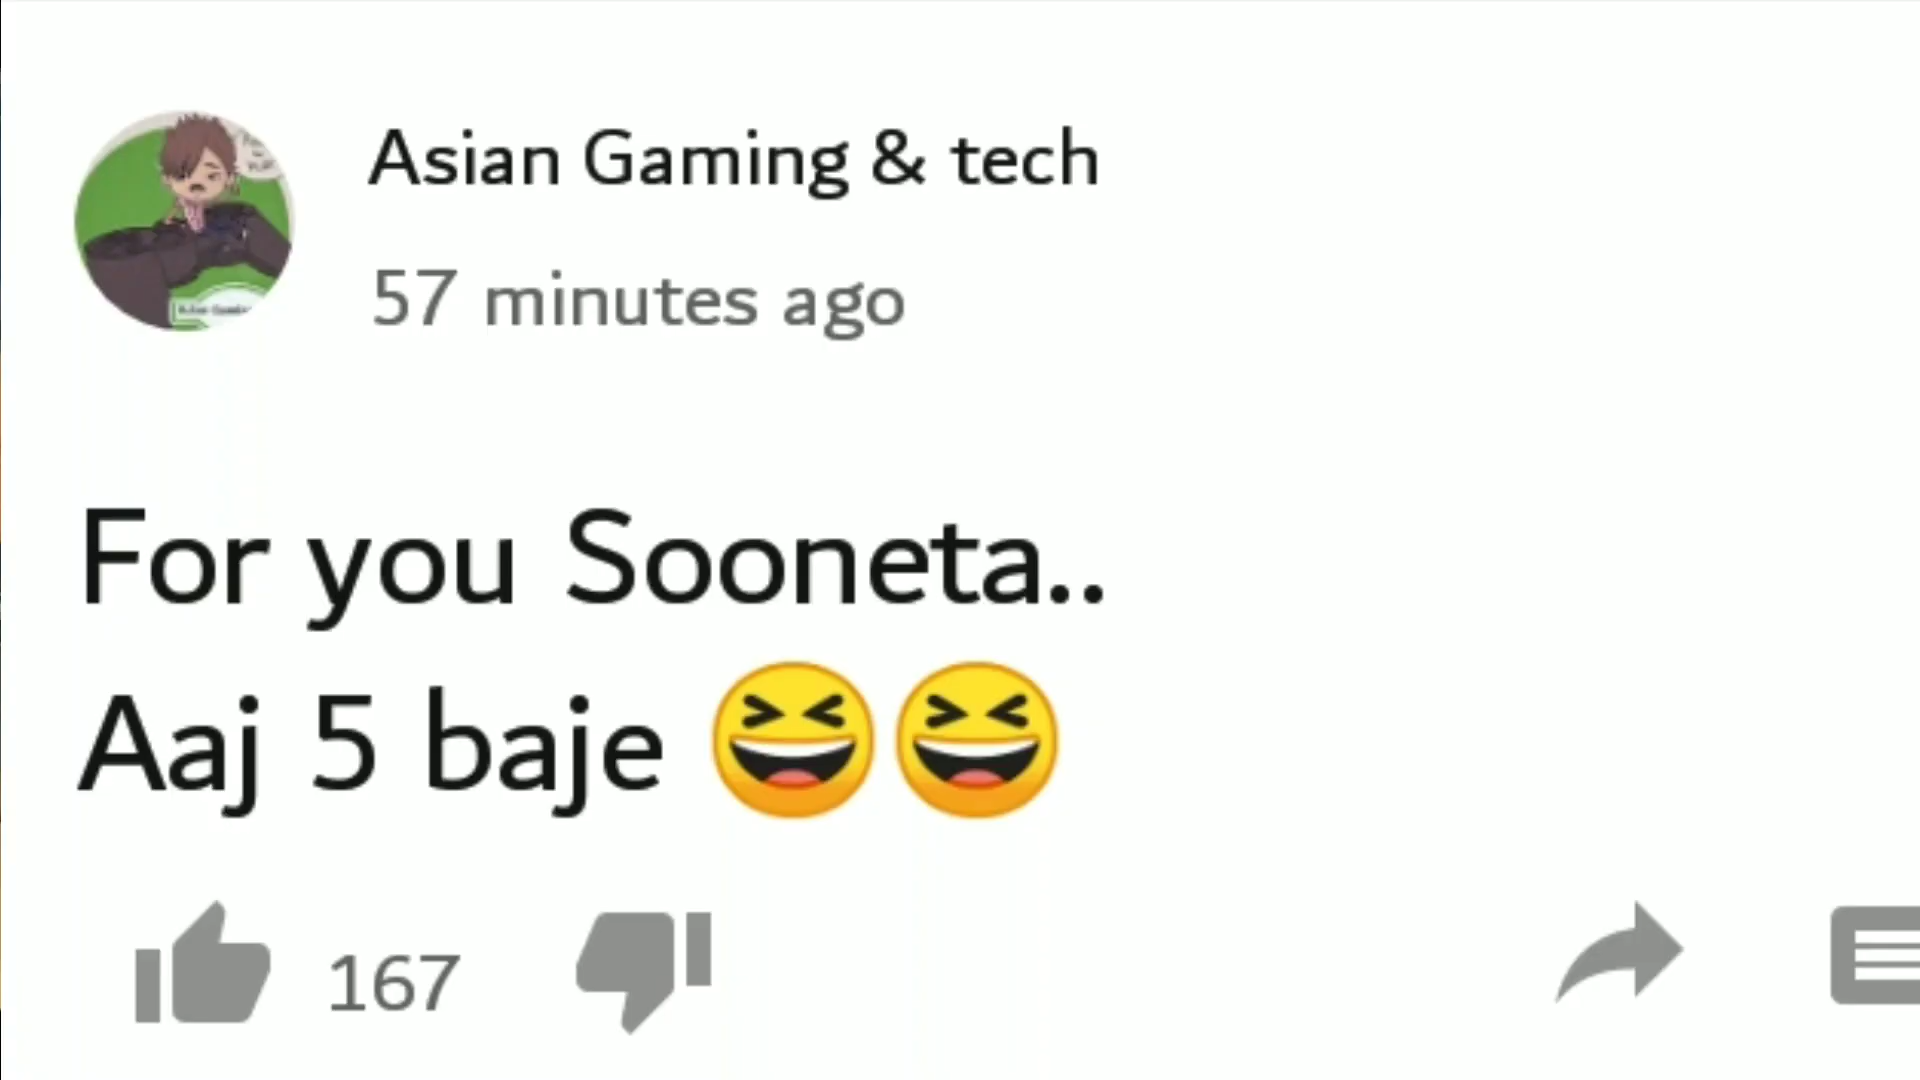 Asian Gaming & tech
57 minutes ago
For you Sooneta..
Aaj 5 baje 😆😆
167